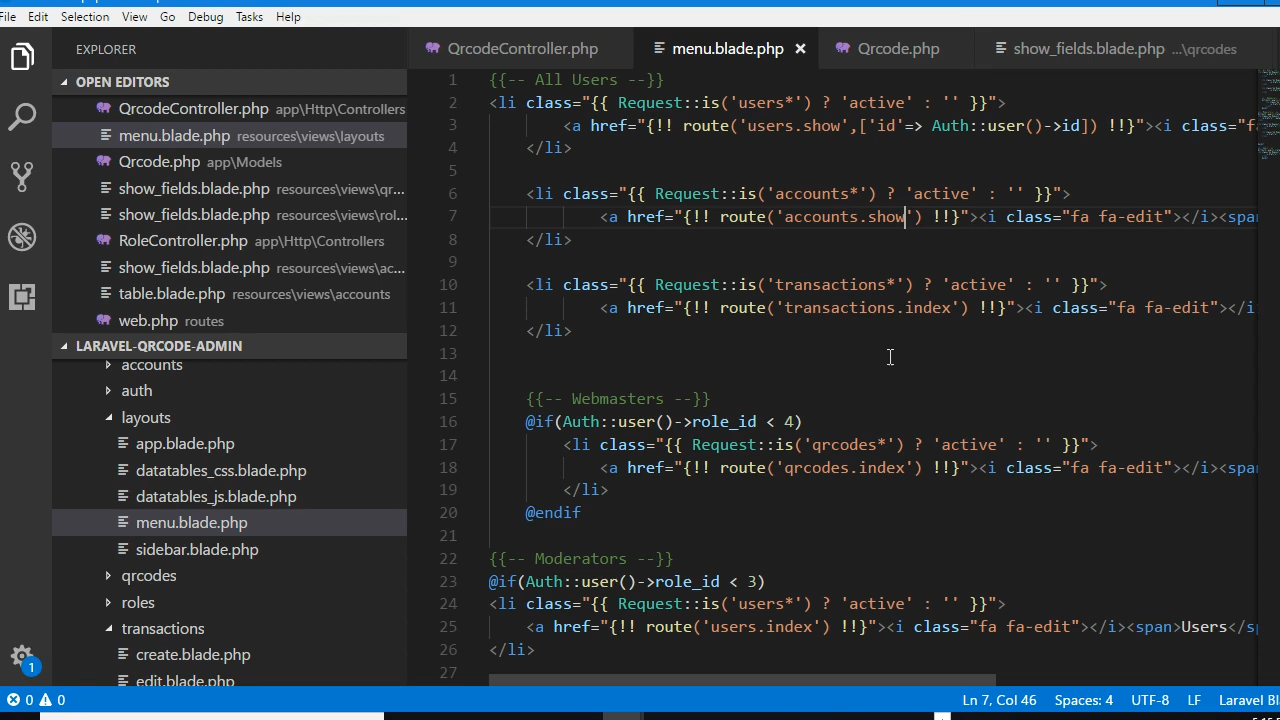 File Edit Selection View Go Debug Tasks Help
EXPLORER
OPEN EDITORS
QrcodeController.php app\Http\Controllers
menu.blade.php resources\views\layouts
Qrcode.php app\Models
show_fields.blade.php resources\views\qr...
show_fields.blade.php resources\views\rol...
RoleController.php app\Http\Controllers
show_fields.blade.php resources\views\ac...
table.blade.php resources\views\accounts
web.php routes
LARAVEL-QRCODE-ADMIN
accounts
auth
layouts
app.blade.php
datatables_css.blade.php
datatables_js.blade.php
menu.blade.php
sidebar.blade.php
qrcodes
roles
transactions
create.blade.php
edit.blade.php
QrcodeController.php menu.blade.php Qrcode.php show_fields.blade.php ...\qrcodes
1 {{-- All Users --}}
2 <li class="{{ Request::is('users*') ? 'active' : '' }}">
3 <a href="{!! route('users.show',['id'=> Auth::user()->id]) !!}"><i class="fa
4 </li>
5
6 <li class="{{ Request::is('accounts*') ? 'active' : '' }}">
7 <a href="{!! route('accounts.show') !!}"><i class="fa fa-edit"></i><span
8 </li>
9
10 <li class="{{ Request::is('transactions*') ? 'active' : '' }}">
11 <a href="{!! route('transactions.index') !!}"><i class="fa fa-edit"></i
12 </li>
13
14
15 {{-- Webmasters --}}
16 @if(Auth::user()->role_id < 4)
17 <li class="{{ Request::is('qrcodes*') ? 'active' : '' }}">
18 <a href="{!! route('qrcodes.index') !!}"><i class="fa fa-edit"></i><span
19 </li>
20 @endif
21
22 {{-- Moderators --}}
23 @if(Auth::user()->role_id < 3)
24 <li class="{{ Request::is('users*') ? 'active' : '' }}">
25 <a href="{!! route('users.index') !!}"><i class="fa fa-edit"></i><span>Users</sp
26 </li>
27
1
0 0 Ln 7, Col 46 Spaces: 4 UTF-8 LF Laravel Bl